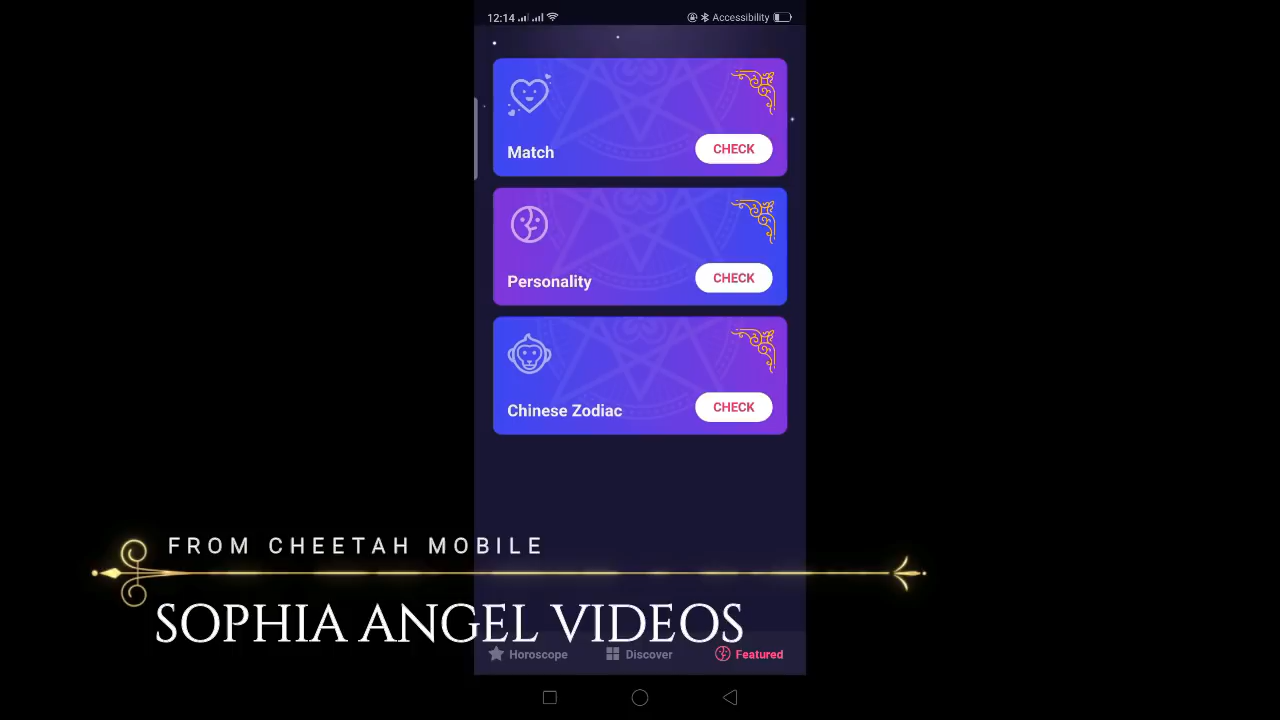 12:14
Accessibility
Match
CHECK
Personality
CHECK
Chinese Zodiac
CHECK
FROM CHEETAH MOBILE
SOPHIA ANGEL VIDEOS
Horoscope
Discover
Featured